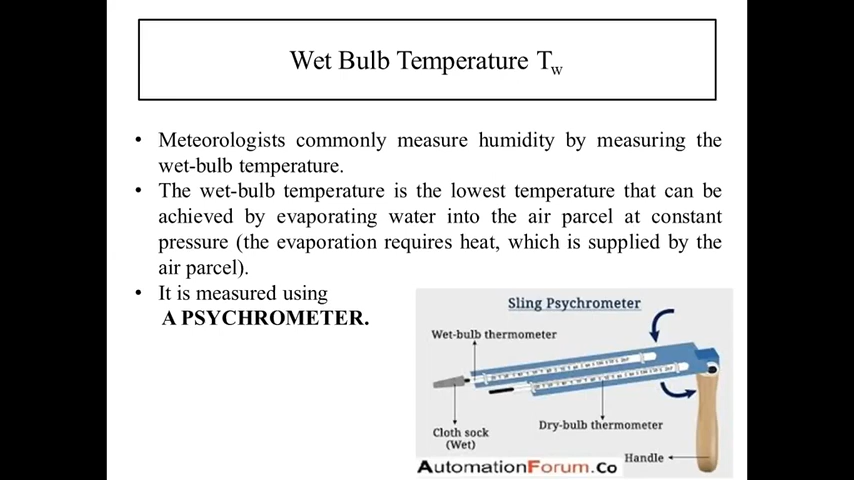 Wet Bulb Temperature Tw
• Meteorologists commonly measure humidity by measuring the
wet-bulb temperature.
• The wet-bulb temperature is the lowest temperature that can be
achieved by evaporating water into the air parcel at constant
pressure (the evaporation requires heat, which is supplied by the
air parcel).
• It is measured using
A PSYCHROMETER.
Sling Psychrometer
Wet-bulb thermometer
Cloth sock
(Wet)
Dry-bulb thermometer
Handle
AutomationForum.Co